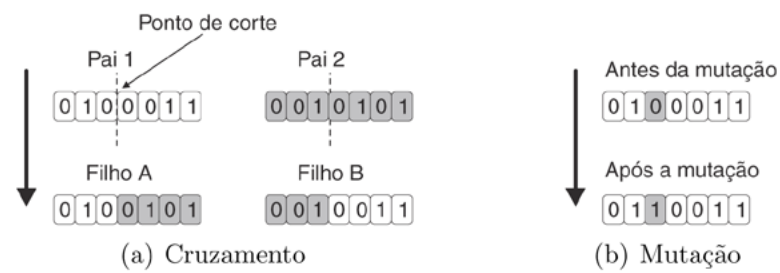 Ponto de corte
Pai 1
Pai 2
0 1 0 0 0 1 1
0 0 1 0 1 0 1
Filho A
Filho B
0 1 0 0 1 0 1
0 0 1 0 0 1 1
(a) Cruzamento
Antes da mutação
0 1 0 0 0 1 1
Após a mutação
0 1 1 0 0 1 1
(b) Mutação